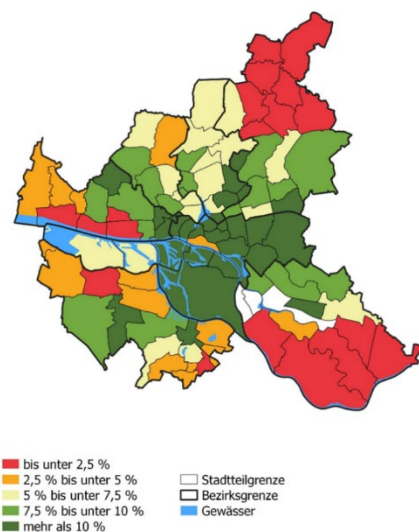 bis unter 2,5 %
2,5 % bis unter 5 %
5 % bis unter 7,5 %
7,5 % bis unter 10 %
mehr als 10 %
Stadtteilgrenze
Bezirksgrenze
Gewässer